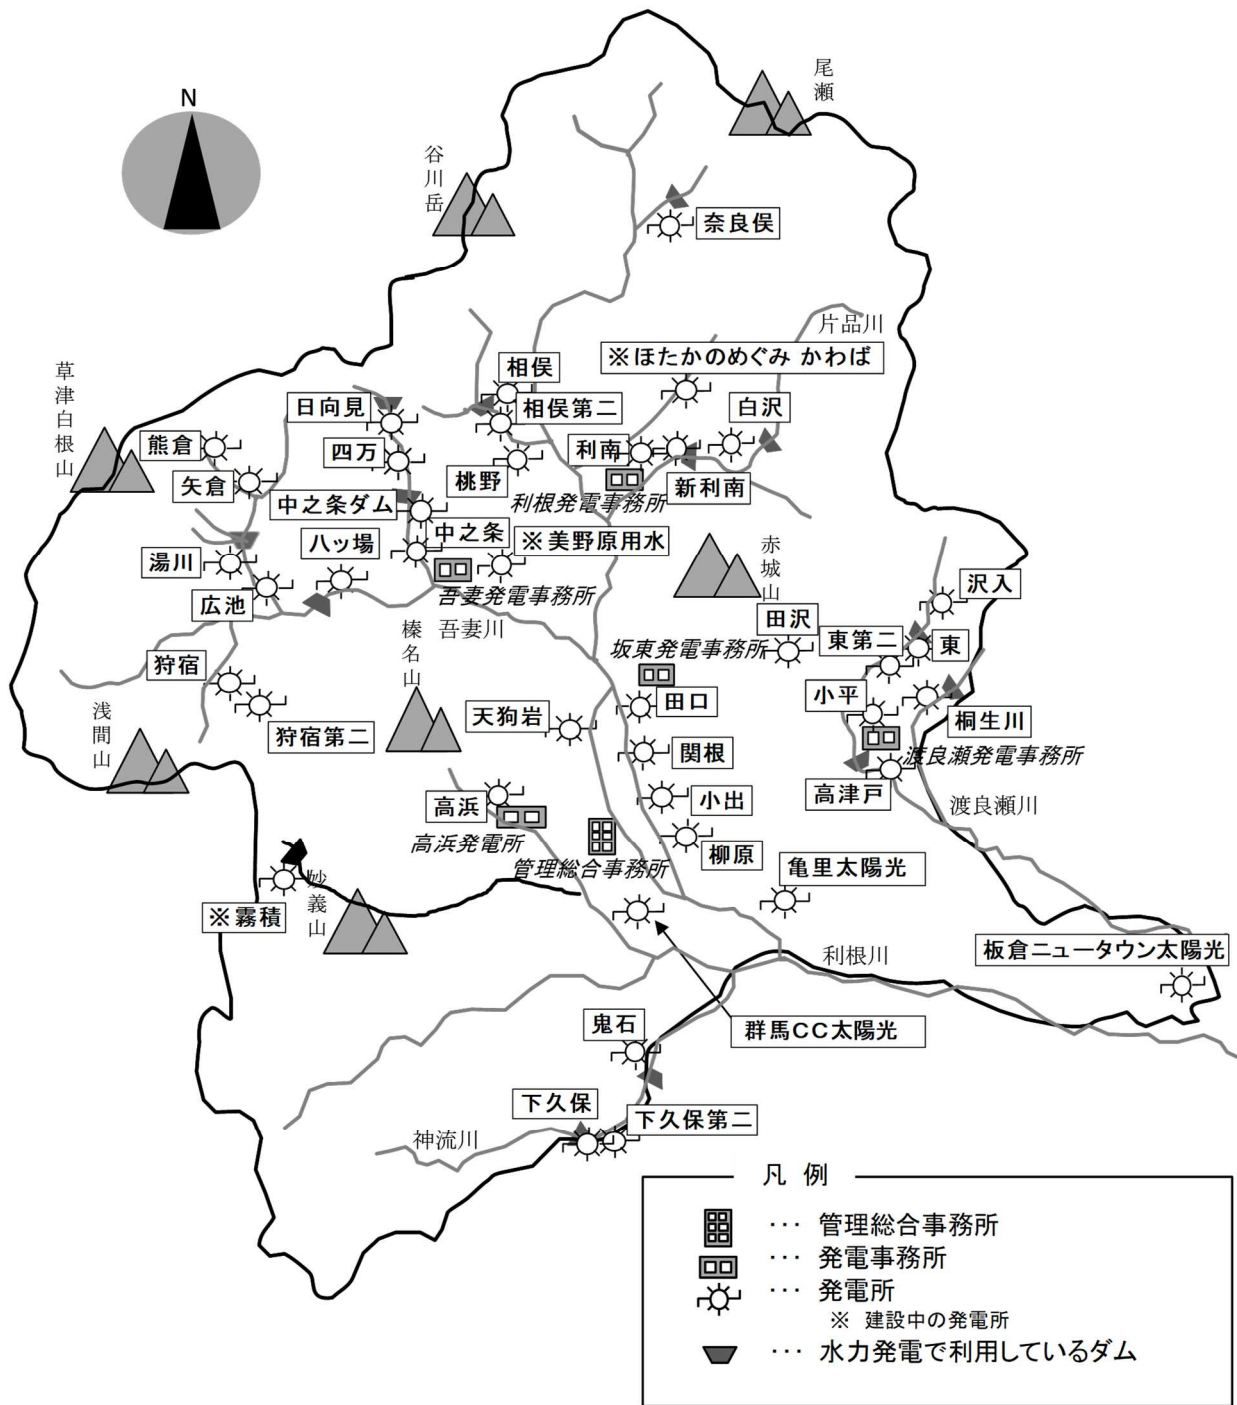 N
尾瀬
谷川岳
奈良俣
片品川
※ほたかのめぐみ かわば
草津白根山
相俣
日向見
相俣第二
白沢
熊倉
四万
利南
矢倉
桃野
新利南
中之条ダム
利根発電事務所
八ッ場
中之条
※美野原用水
赤城山
湯川
広池
吾妻発電事務所
沢入
田沢
榛名山
吾妻川
東第二
東
坂東発電事務所
狩宿
小平
田口
桐生川
浅間山
天狗岩
狩宿第二
関根
渡良瀬発電事務所
高浜
小出
高津戸
渡良瀬川
高浜発電所
柳原
管理総合事務所
亀里太陽光
妙義山
※霧積
板倉ニュータウン太陽光
利根川
鬼石
群馬CC太陽光
下久保
下久保第二
神流川
凡 例
･･･ 管理総合事務所
･･･ 発電事務所
･･･ 発電所
※ 建設中の発電所
･･･ 水力発電で利用しているダム